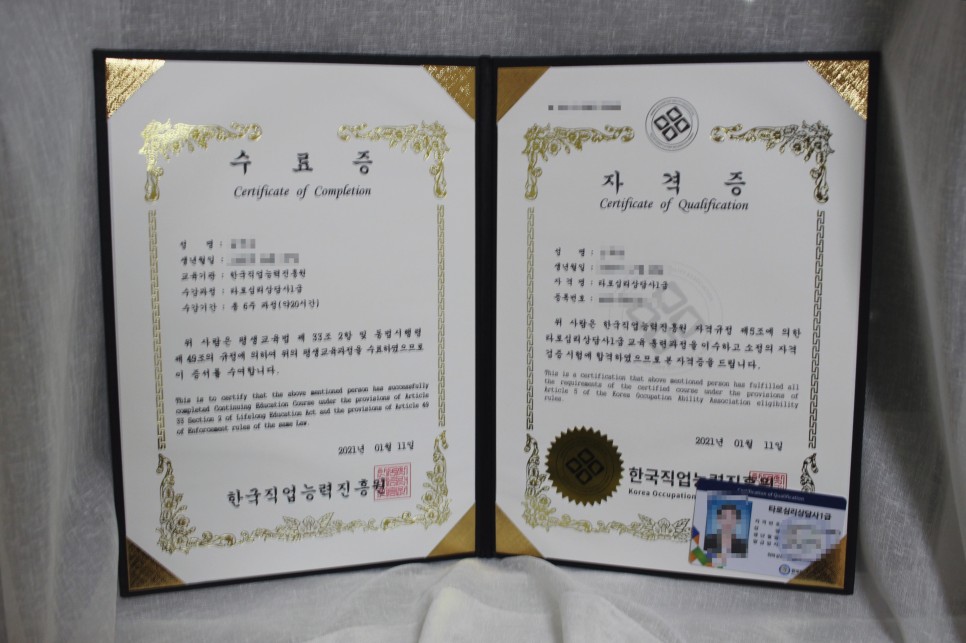 수 료 증
Certificate of Completion
성 명 :
생년월일 :
교육기관 : 한국직업능력진흥원
수강과정 : 타로심리상담사1급
수강기간 : 총 6주 과정(약20시간)
위 사람은 평생교육법 제 33조 2항 및 동법시행령
제 49조의 규정에 의하여 위의 평생교육과정을 수료하였으므로
이 증서를 수여합니다.
This is to certify that the above mentioned person has successfully
completed Continuing Education Course under the provisions of Article
33 Section 2 of Lifelong Education Act and the provisions of Article 49
of Enforcement rules of the same Law.
2021년 01월 11일
한국직업능력진흥원
자 격 증
Certificate of Qualification
성 명 :
생년월일 :
자 격 명 : 타로심리상담사1급
등록번호 :
위 사람은 한국직업능력진흥원 자격규정 제5조에 의한
타로심리상담사1급 교육 훈련과정을 이수하고 소정의 자격
검증시험에 합격하였으므로 본 자격증을 드립니다.
This is a certification that above mentioned person has fulfilled all
the requirements of the certified course under the provisions of
Article 5 of the Korea Occupation Ability Association eligibility
rules.
2021년 01월 11일
한국직업능력진흥원
Korea Occupation
Certification of Qualification
타로심리상담사1급